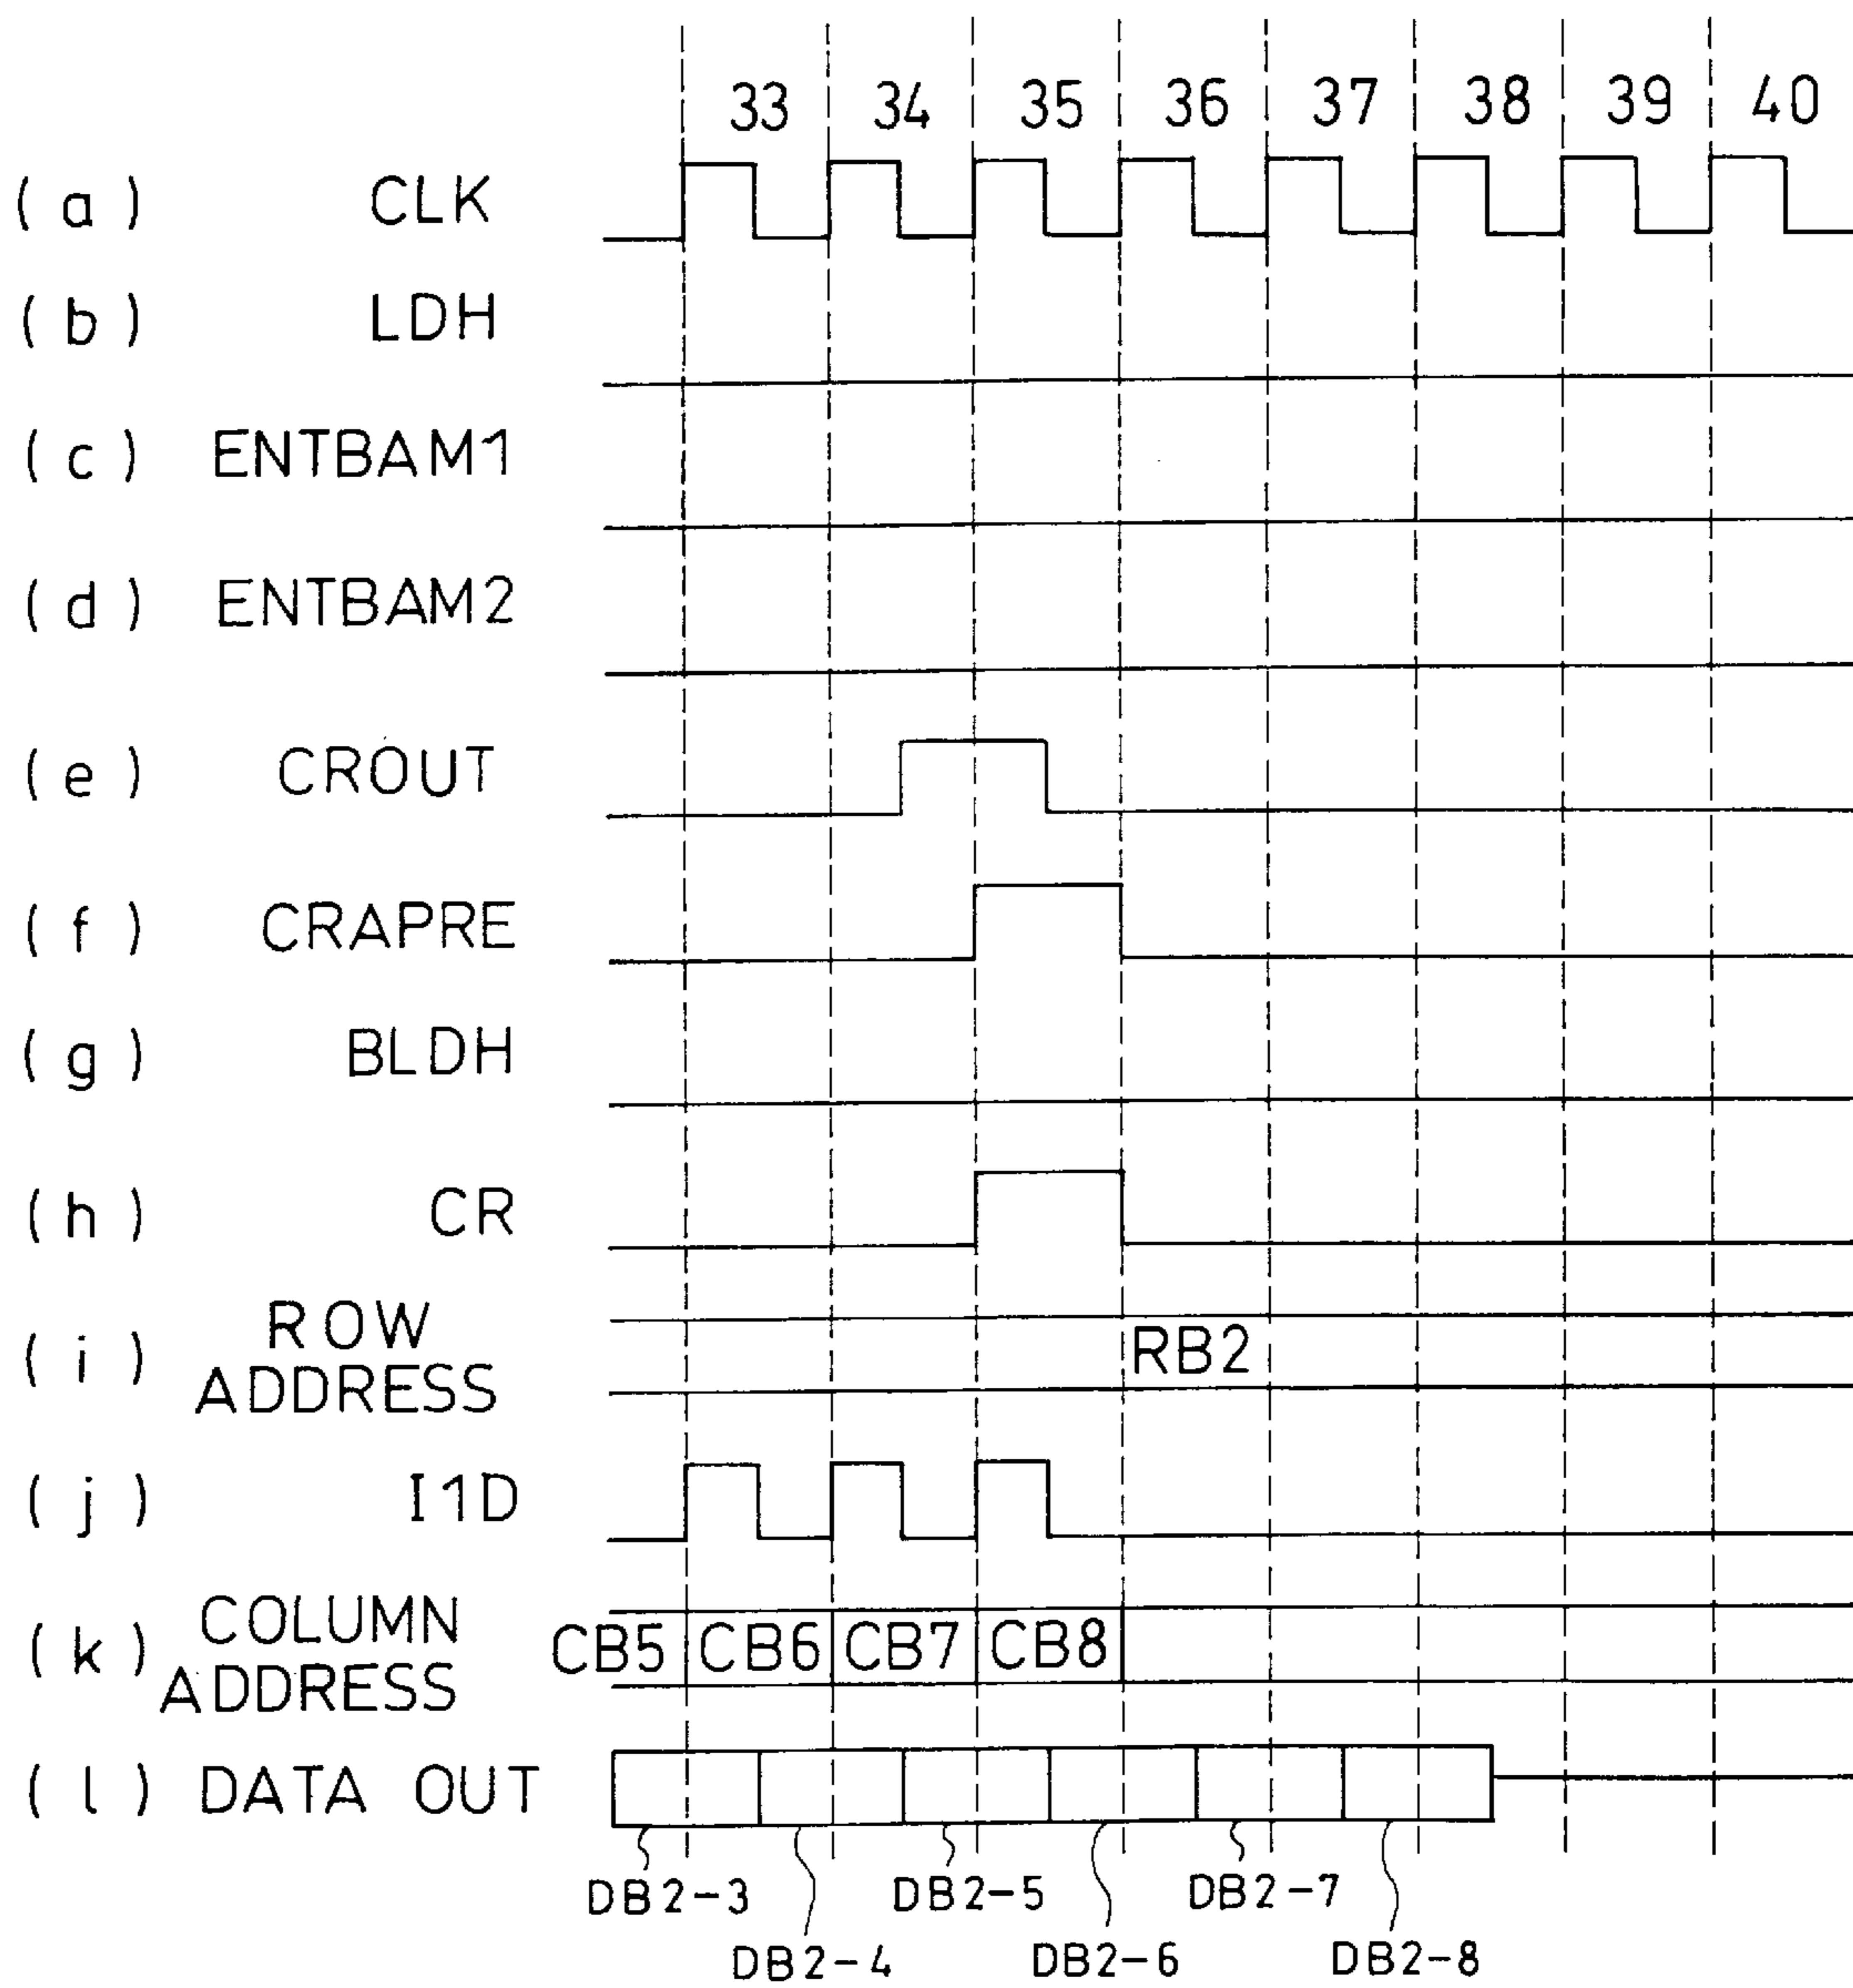 33 34 35 36 37 38 39 40
(a) CLK
(b) LDH
(c) ENTBAM1
(d) ENTBAM2
(e) CROUT
(f) CRAPRE
(g) BLDH
(h) CR
(i) ROW ADDRESS
RB2
(j) I1D
(k) COLUMN ADDRESS
CB5 CB6 CB7 CB8
(l) DATA OUT
DB2-3 DB2-5 DB2-7
DB2-4 DB2-6 DB2-8